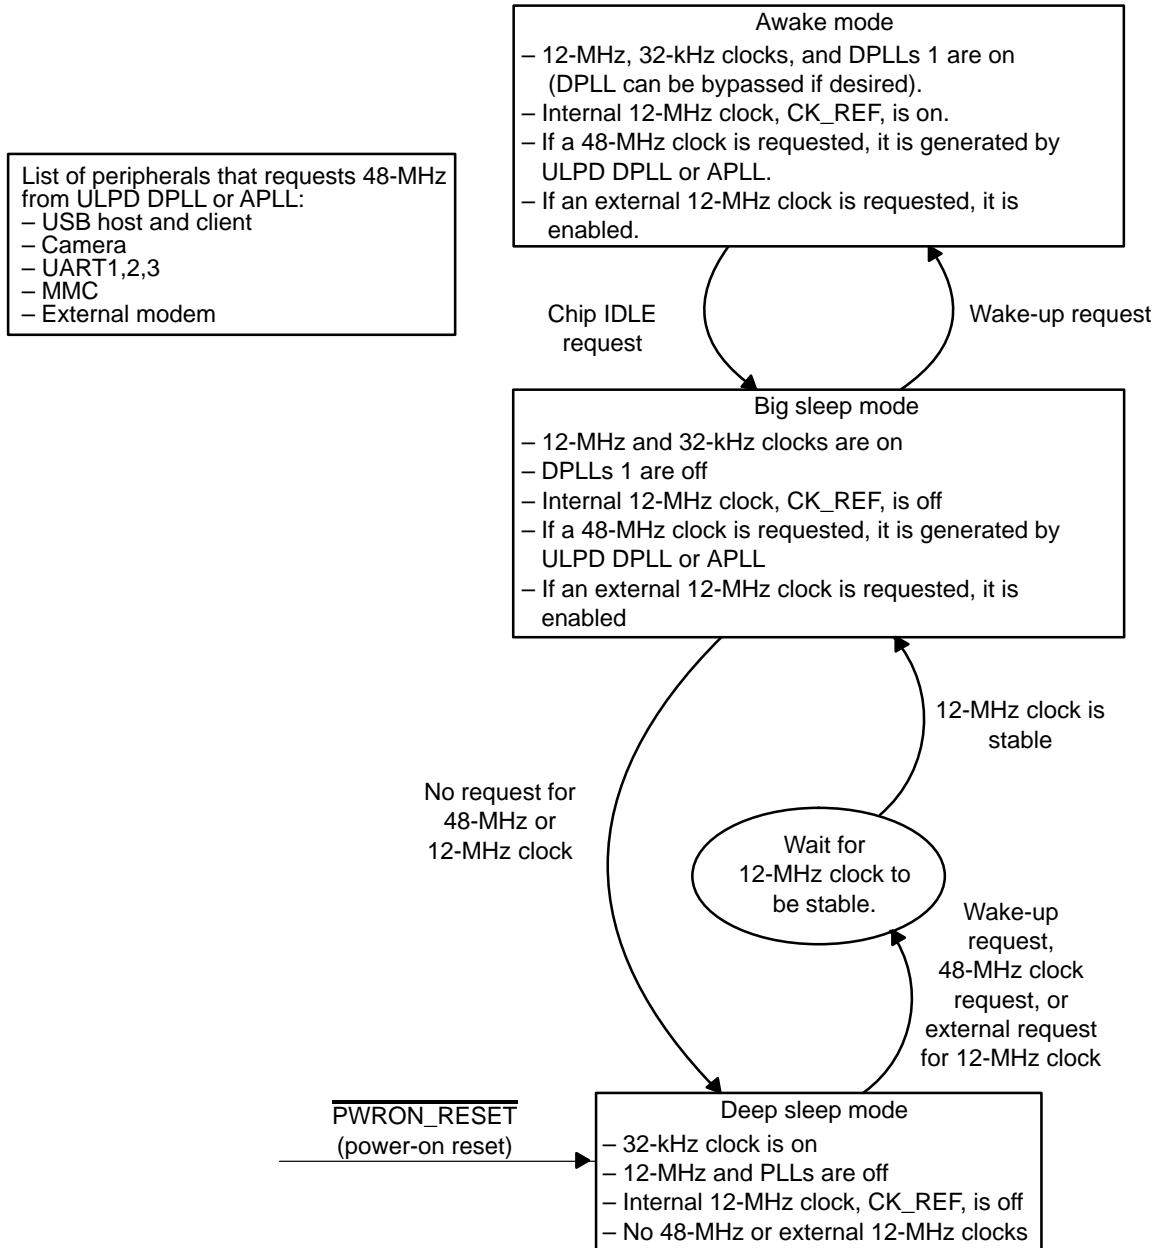 Awake mode
– 12-MHz, 32-kHz clocks, and DPLLs 1 are on
(DPLL can be bypassed if desired).
– Internal 12-MHz clock, CK_REF, is on.
– If a 48-MHz clock is requested, it is generated by
ULPD DPLL or APLL.
– If an external 12-MHz clock is requested, it is
enabled.
List of peripherals that requests 48-MHz
from ULPD DPLL or APLL:
– USB host and client
– Camera
– UART1,2,3
– MMC
– External modem
Chip IDLE
request
Wake-up request
Big sleep mode
– 12-MHz and 32-kHz clocks are on
– DPLLs 1 are off
– Internal 12-MHz clock, CK_REF, is off
– If a 48-MHz clock is requested, it is generated by
ULPD DPLL or APLL
– If an external 12-MHz clock is requested, it is
enabled
12-MHz clock is
stable
No request for
48-MHz or
12-MHz clock
Wait for
12-MHz clock to
be stable.
Wake-up
request,
48-MHz clock
request, or
external request
for 12-MHz clock
PWRON_RESET
(power-on reset)
Deep sleep mode
– 32-kHz clock is on
– 12-MHz and PLLs are off
– Internal 12-MHz clock, CK_REF, is off
– No 48-MHz or external 12-MHz clocks